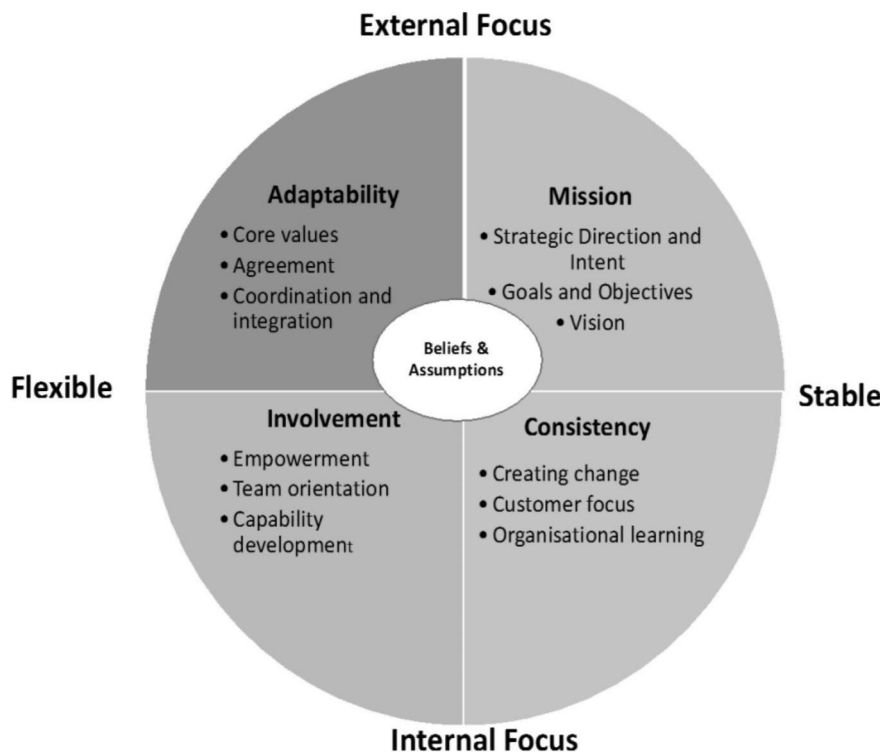 External Focus
Adaptability
• Core values
• Agreement
• Coordination and
integration
Mission
• Strategic Direction and
Intent
• Goals and Objectives
• Vision
Beliefs &
Assumptions
Flexible
Stable
Involvement
• Empowerment
• Team orientation
• Capability
development
Consistency
• Creating change
• Customer focus
• Organisational learning
Internal Focus